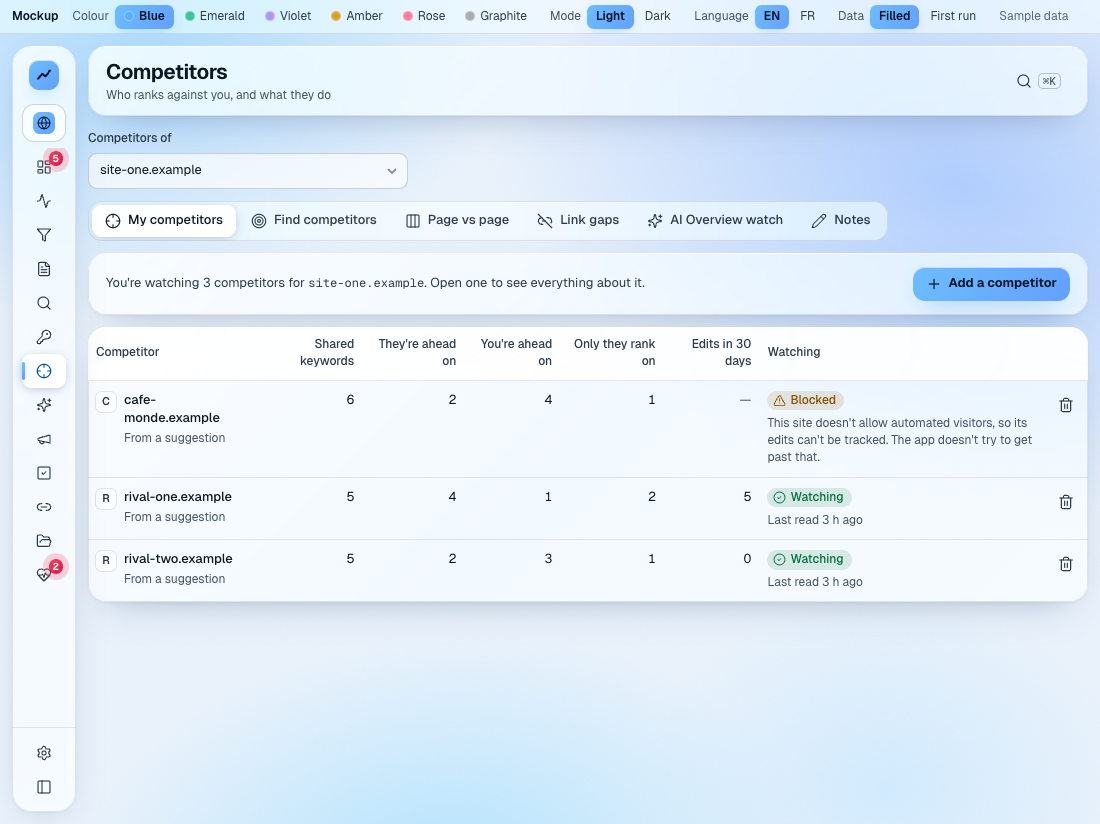 Mockup Colour Blue Emerald Violet Amber Rose Graphite Mode Light Dark Language EN FR Data Filled First run Sample data
Competitors
Who ranks against you, and what they do
⌘K
Competitors of
site-one.example
5
My competitors Find competitors Page vs page Link gaps AI Overview watch Notes
You're watching 3 competitors for site-one.example. Open one to see everything about it.
Add a competitor
Competitor Shared keywords They're ahead on You're ahead on Only they rank on Edits in 30 days Watching
C cafe-monde.example 6 2 4 1 — Blocked
From a suggestion
This site doesn't allow automated visitors, so its
edits can't be tracked. The app doesn't try to get
past that.
R rival-one.example 5 4 1 2 5 Watching
From a suggestion Last read 3 h ago
R rival-two.example 5 2 3 1 0 Watching
From a suggestion Last read 3 h ago
2